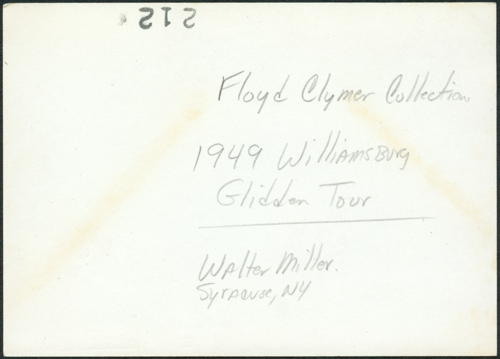 212
Floyd Clymer Collection
1949 Williamsburg
Glidden Tour
Walter Miller.
Syracuse, NY